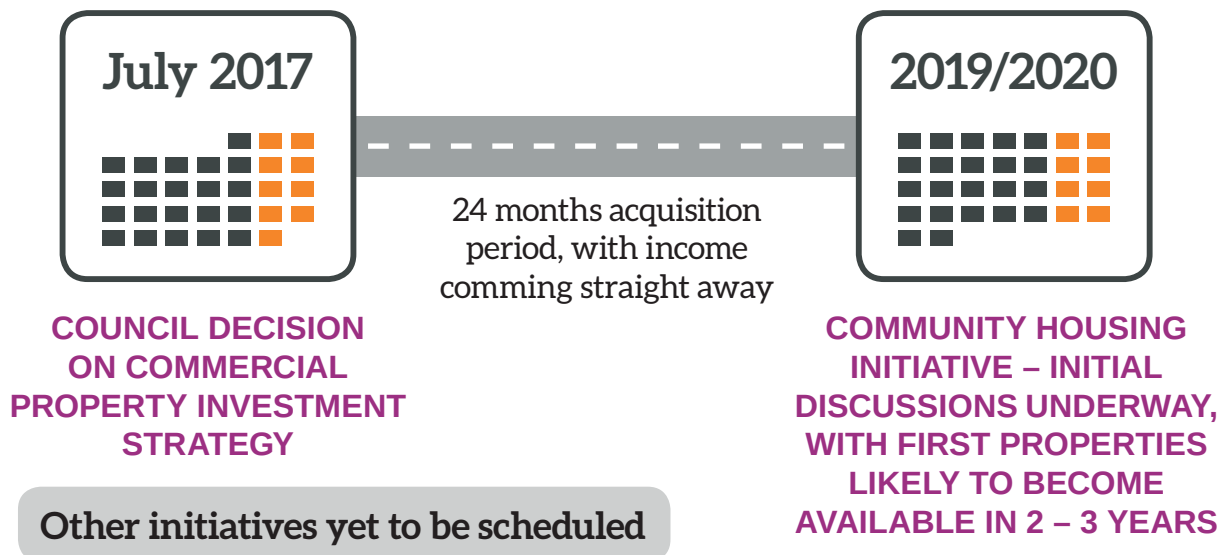 July 2017
2019/2020
24 months acquisition
period, with income
comming straight away
COUNCIL DECISION
ON COMMERCIAL
PROPERTY INVESTMENT
STRATEGY
COMMUNITY HOUSING
INITIATIVE – INITIAL
DISCUSSIONS UNDERWAY,
WITH FIRST PROPERTIES
LIKELY TO BECOME
AVAILABLE IN 2 – 3 YEARS
Other initiatives yet to be scheduled